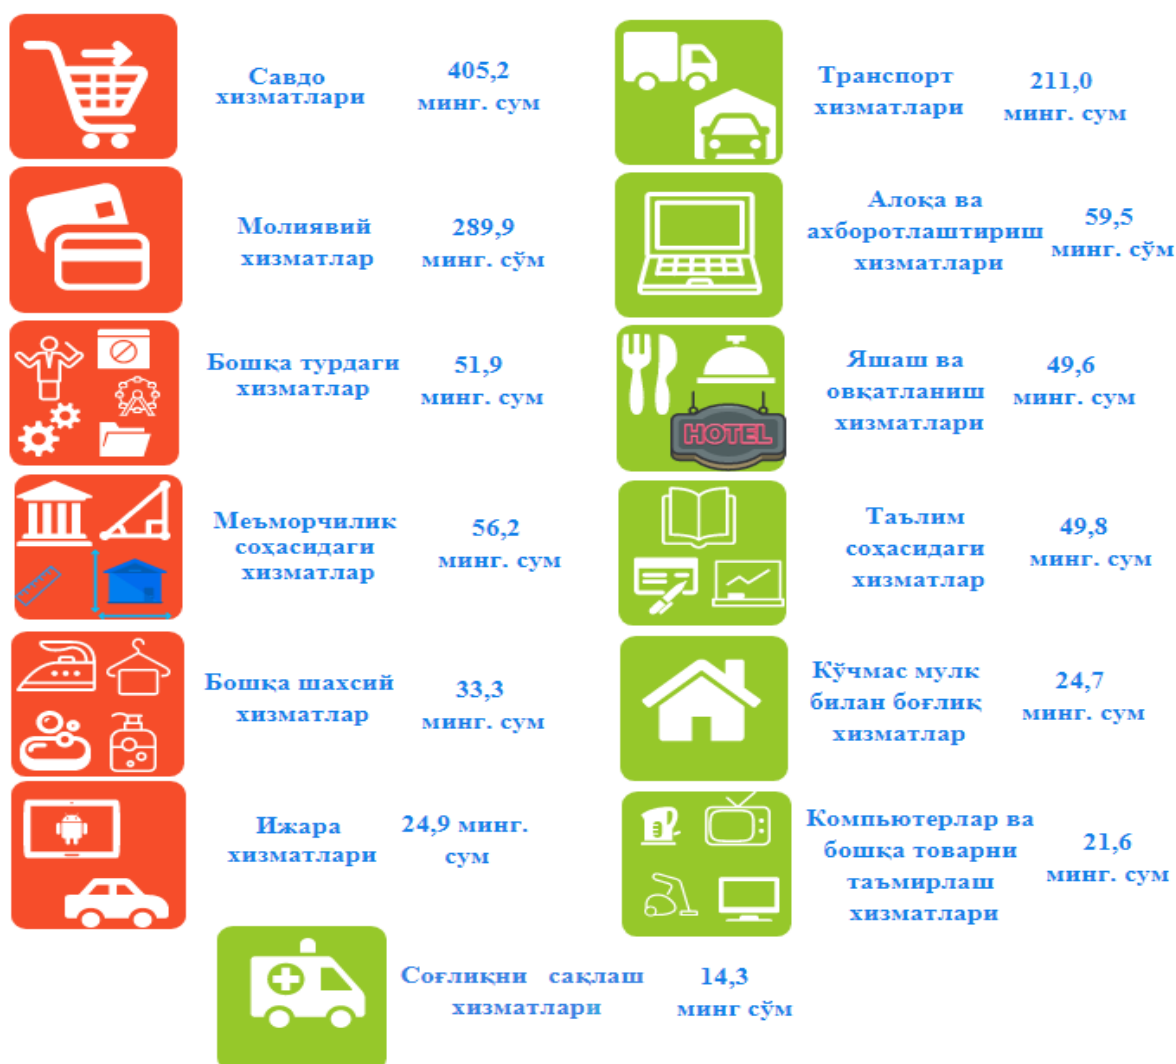 Савдо
хизматлари
405,2
минг. сум
Транспорт
хизматлари
211,0
минг. сум
Молиявий
хизматлар
289,9
минг. сўм
Алоқа ва
ахборотлаштириш
хизматлари
59,5
минг. сўм
Бошқа турдаги
хизматлар
51,9
минг. сум
Яшаш ва
овқатланиш
хизматлари
49,6
минг. сум
HOTEL
Меъморчилик
соҳасидаги
хизматлар
56,2
минг. сум
Таълим
соҳасидаги
хизматлар
49,8
минг. сум
Бошқа шахсий
хизматлар
33,3
минг. сум
Кўчмас мулк
билан боғлиқ
хизматлар
24,7
минг. сум
Ижара
хизматлари
24,9 минг.
сум
Компьютерлар ва
бошқа товарни
таъмирлаш
хизматлари
21,6
минг. сум
Соғлиқни сақлаш
хизматлари
14,3
минг сўм